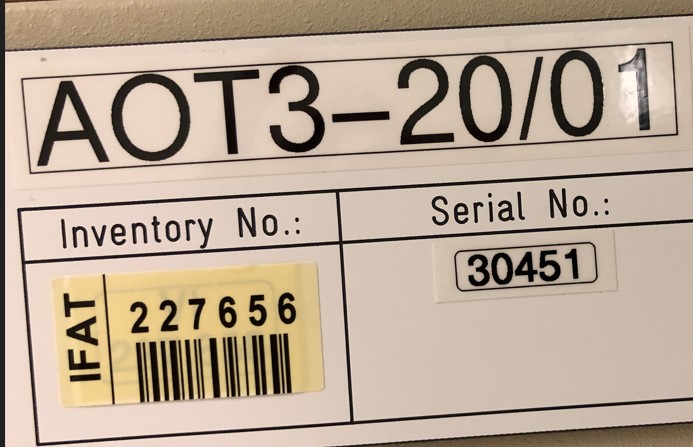 AOT3-20/01
Inventory No.:
Serial No.:
IFAT
227656
30451